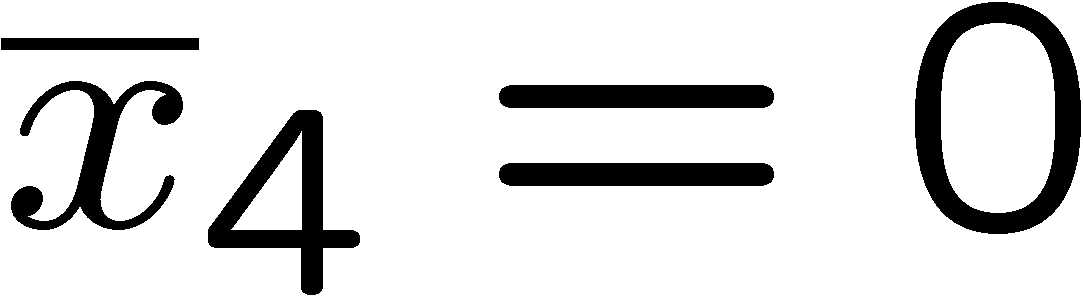 x̅₄ = 0